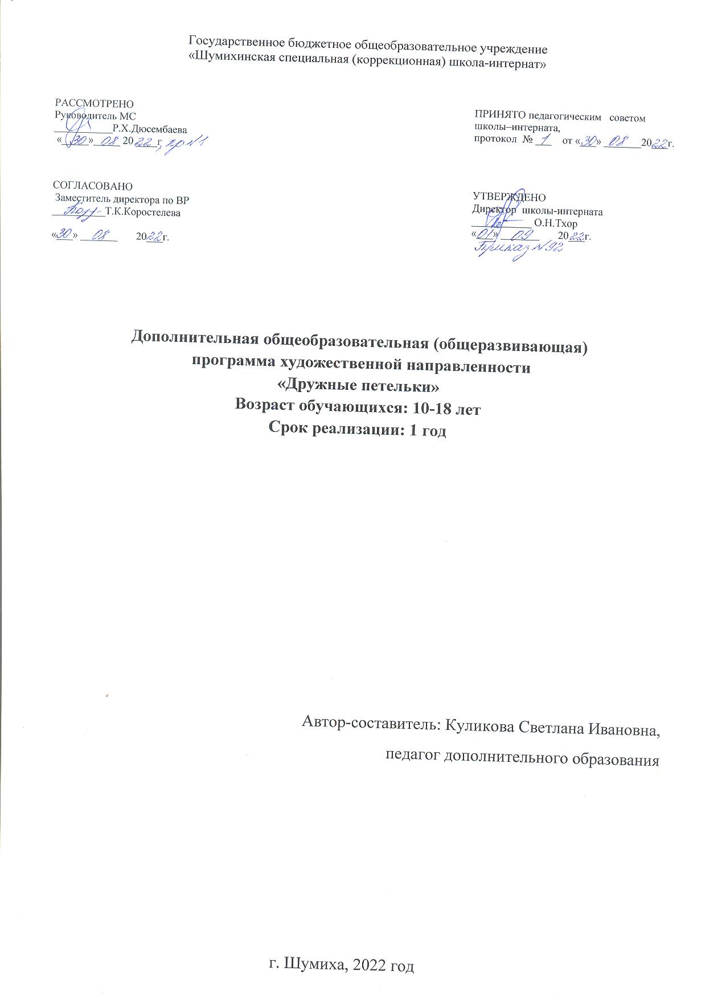 Государственное бюджетное общеобразовательное учреждение
«Шумихинская специальная (коррекционная) школа-интернат»
РАССМОТРЕНО
Руководитель МС
___________Р.Х.Дюсембаева
«30» 08 2022 г, пр №1
ПРИНЯТО педагогическим советом
школы–интерната,
протокол № 1 от «30» 08 2022г.
СОГЛАСОВАНО
Заместитель директора по ВР
__________Т.К.Коростелева
«30» 08 2022г.
УТВЕРЖДЕНО
Директор школы-интерната
___________ О.Н.Тхор
«01» 09 2022г.
Приказ №92
Дополнительная общеобразовательная (общеразвивающая)
программа художественной направленности
«Дружные петельки»
Возраст обучающихся: 10-18 лет
Срок реализации: 1 год
Автор-составитель: Куликова Светлана Ивановна,
педагог дополнительного образования
г. Шумиха, 2022 год